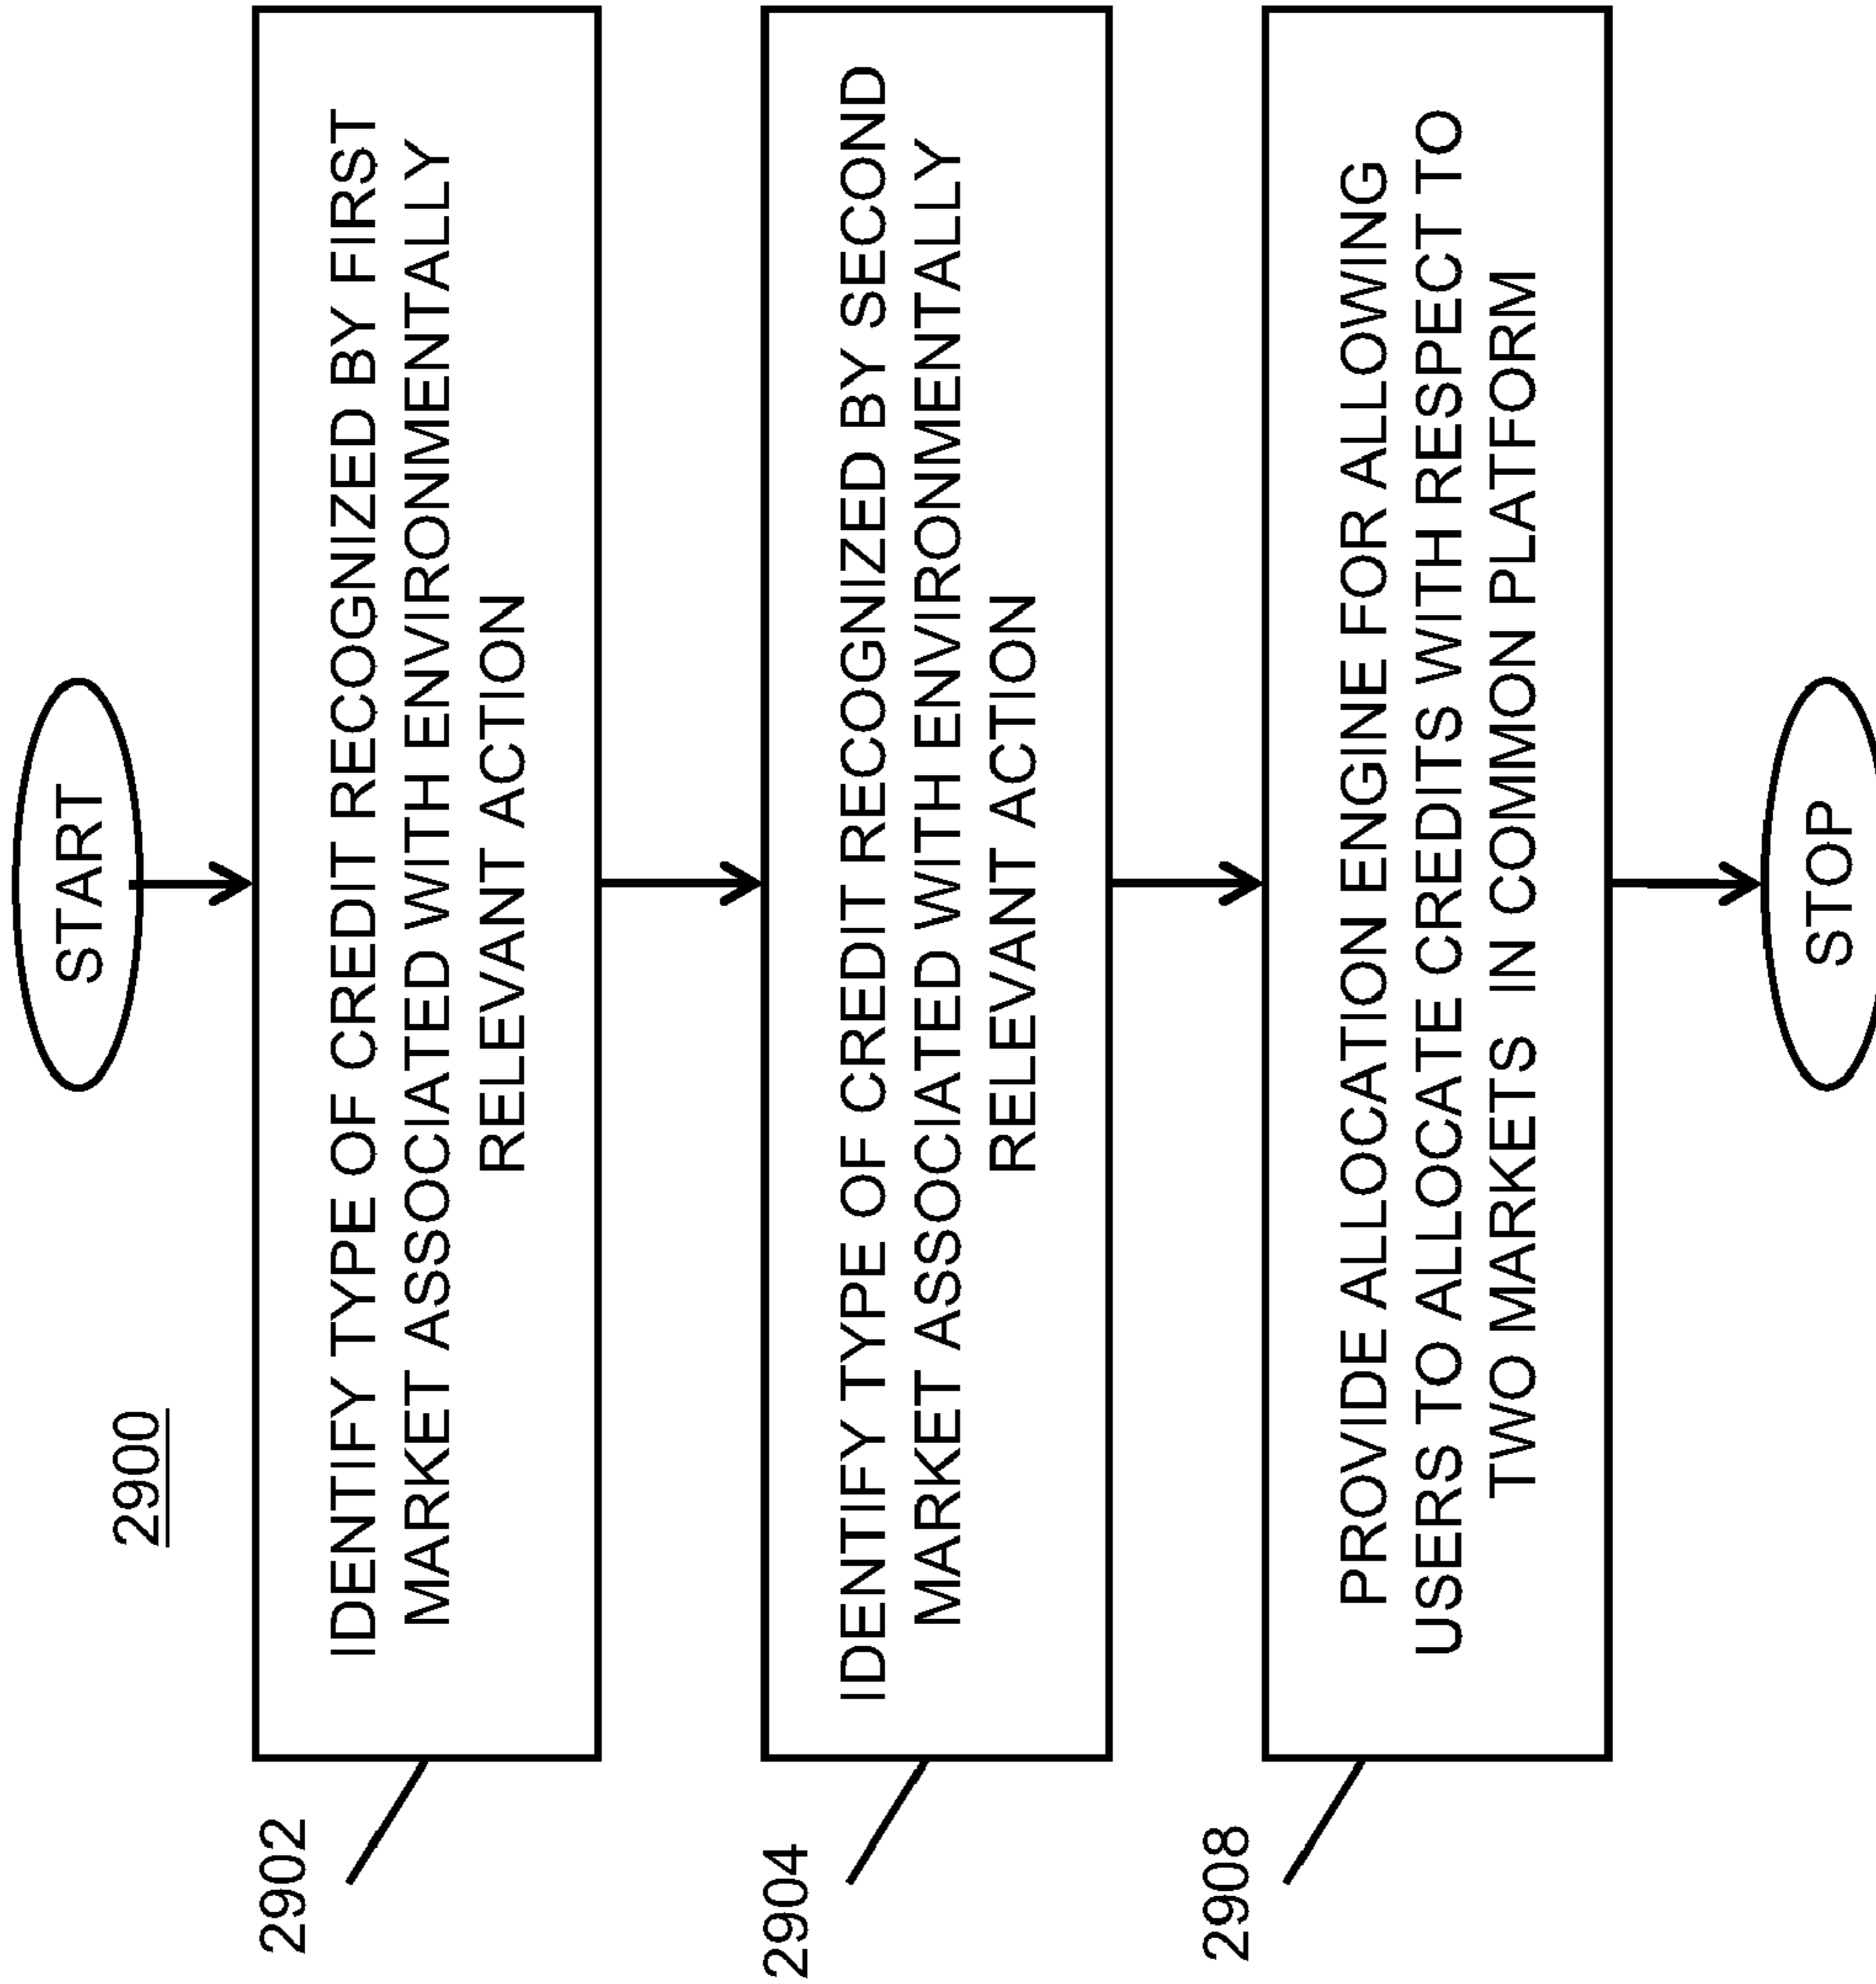 2900
START
2902
IDENTIFY TYPE OF CREDIT RECOGNIZED BY FIRST
MARKET ASSOCIATED WITH ENVIRONMENTALLY
RELEVANT ACTION
2904
IDENTIFY TYPE OF CREDIT RECOGNIZED BY SECOND
MARKET ASSOCIATED WITH ENVIRONMENTALLY
RELEVANT ACTION
2908
PROVIDE ALLOCATION ENGINE FOR ALLOWING
USERS TO ALLOCATE CREDITS WITH RESPECT TO
TWO MARKETS IN COMMON PLATFORM
STOP